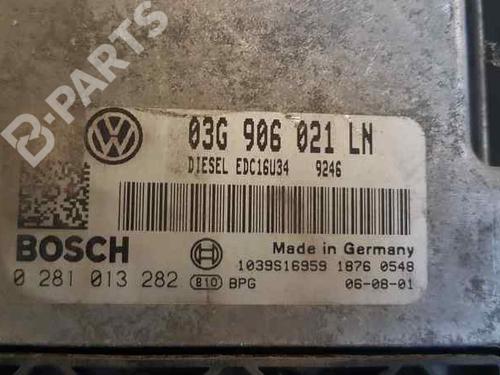 B-PARTS
03G 906 021 LN
DIESEL EDC16U34 9246
BOSCH
Made in Germany
0 281 013 282 B10 BPG
1039S16959 1876 0548
06-08-01